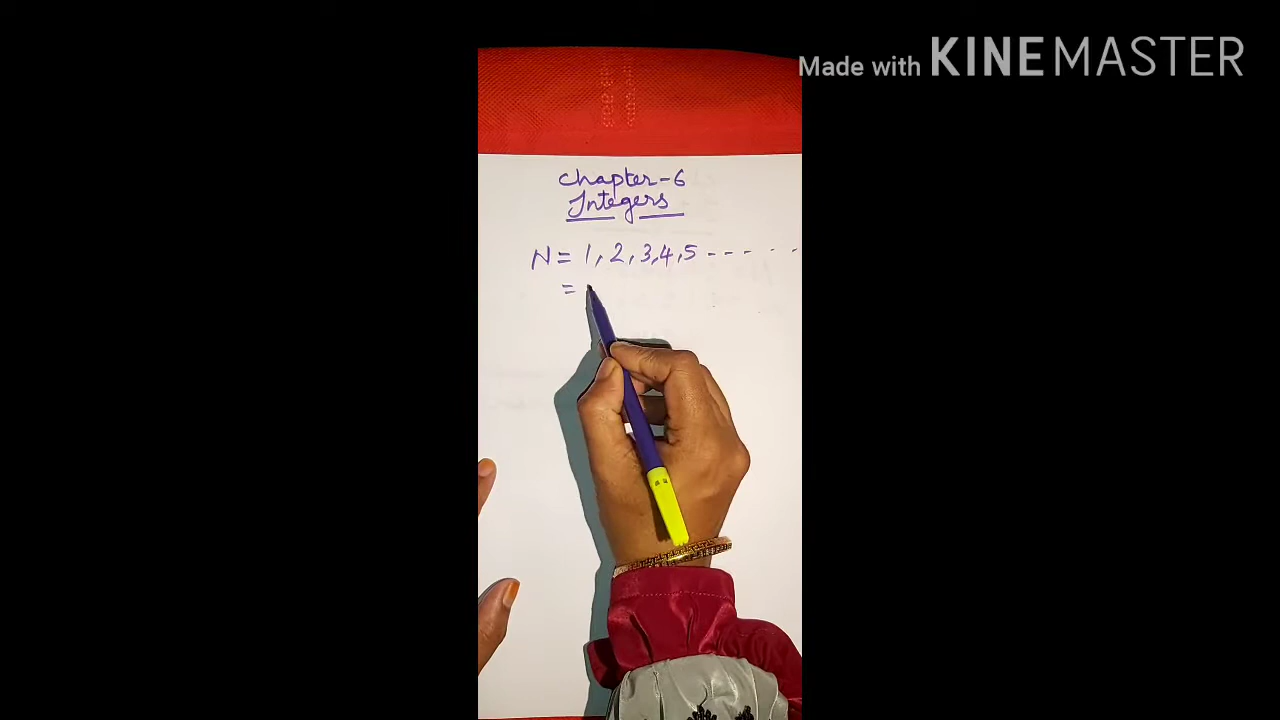 Made with KINEMASTER
Chapter-6
Integers
N = 1, 2, 3, 4, 5 - - - - - -
=